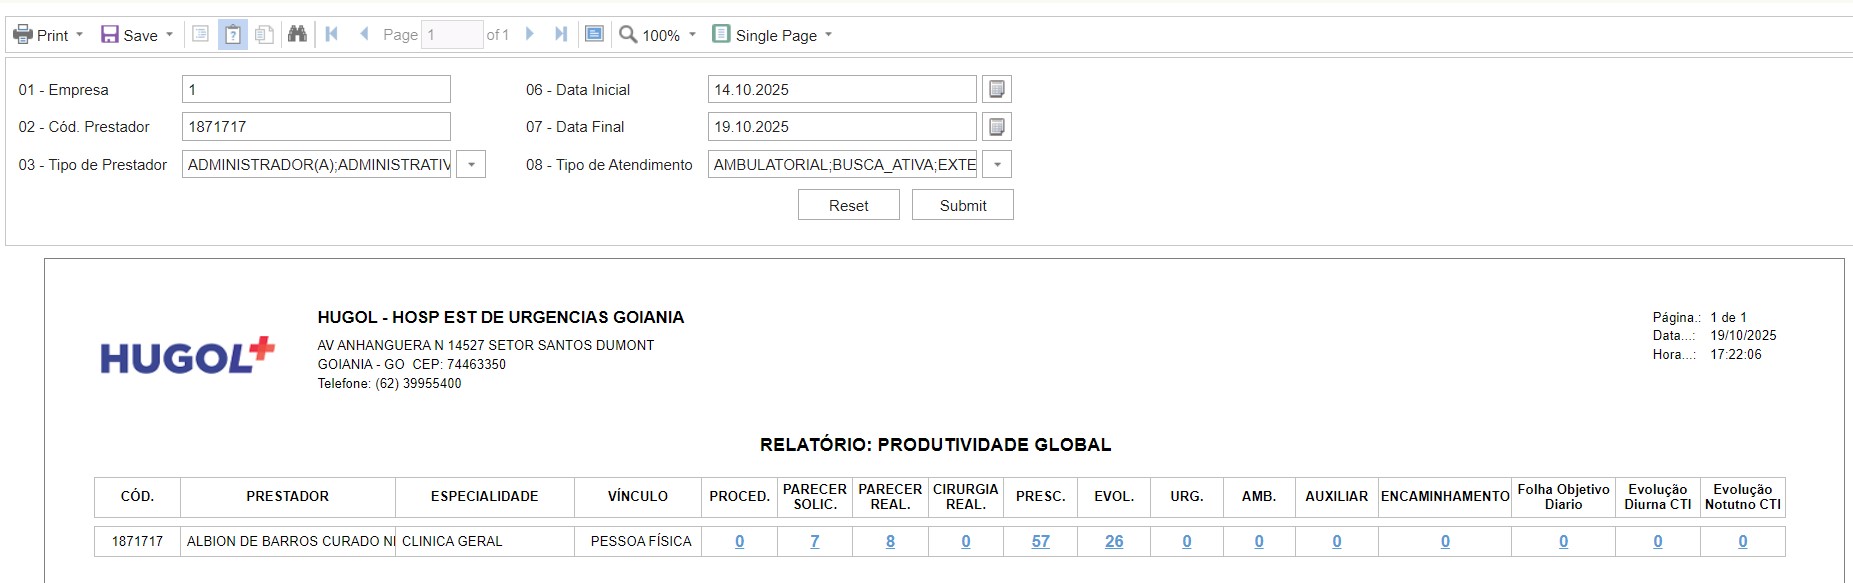 Print Save Page 1 of 1 100% Single Page
01 - Empresa 1 06 - Data Inicial 14.10.2025
02 - Cód. Prestador 1871717 07 - Data Final 19.10.2025
03 - Tipo de Prestador ADMINISTRADOR(A);ADMINISTRATIV 08 - Tipo de Atendimento AMBULATORIAL;BUSCA_ATIVA;EXTE
Reset Submit
HUGOL - HOSP EST DE URGENCIAS GOIANIA
AV ANHANGUERA N 14527 SETOR SANTOS DUMONT
GOIANIA - GO CEP: 74463350
Telefone: (62) 39955400
HUGOL+
Página.: 1 de 1
Data...: 19/10/2025
Hora...: 17:22:06
RELATÓRIO: PRODUTIVIDADE GLOBAL
CÓD. PRESTADOR ESPECIALIDADE VÍNCULO PROCED. PARECER SOLIC. PARECER REAL. CIRURGIA REAL. PRESC. EVOL. URG. AMB. AUXILIAR ENCAMINHAMENTO Folha Objetivo Diario Evolução Diurna CTI Evolução Notutno CTI
1871717 ALBION DE BARROS CURADO NI CLINICA GERAL PESSOA FÍSICA 0 7 8 0 57 26 0 0 0 0 0 0 0